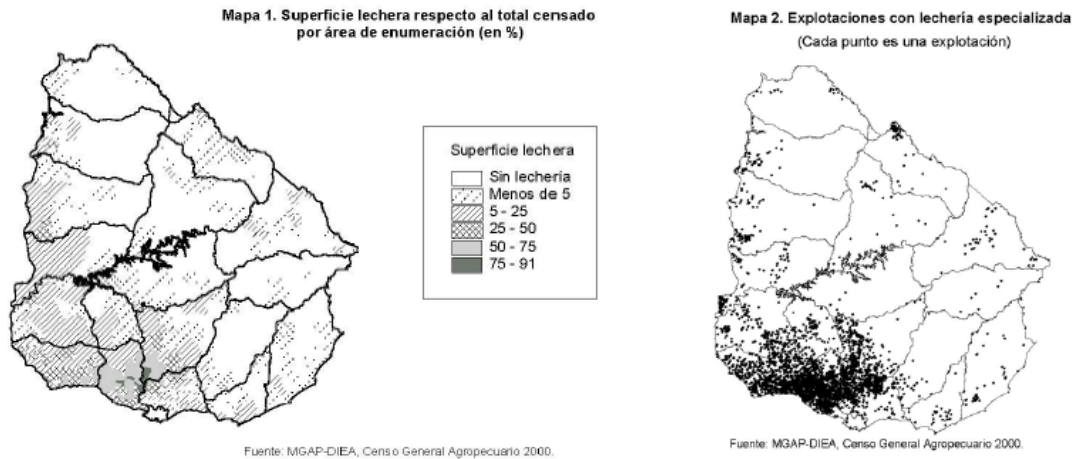 Mapa 1. Superficie lechera respecto al total censado
por área de enumeración (en %)
Superficie lechera
Sin lechería
Menos de 5
5 - 25
25 - 50
50 - 75
75 - 91
Fuente: MGAP-DIEA, Censo General Agropecuario 2000.
Mapa 2. Explotaciones con lechería especializada
(Cada punto es una explotación)
Fuente: MGAP-DIEA, Censo General Agropecuario 2000.